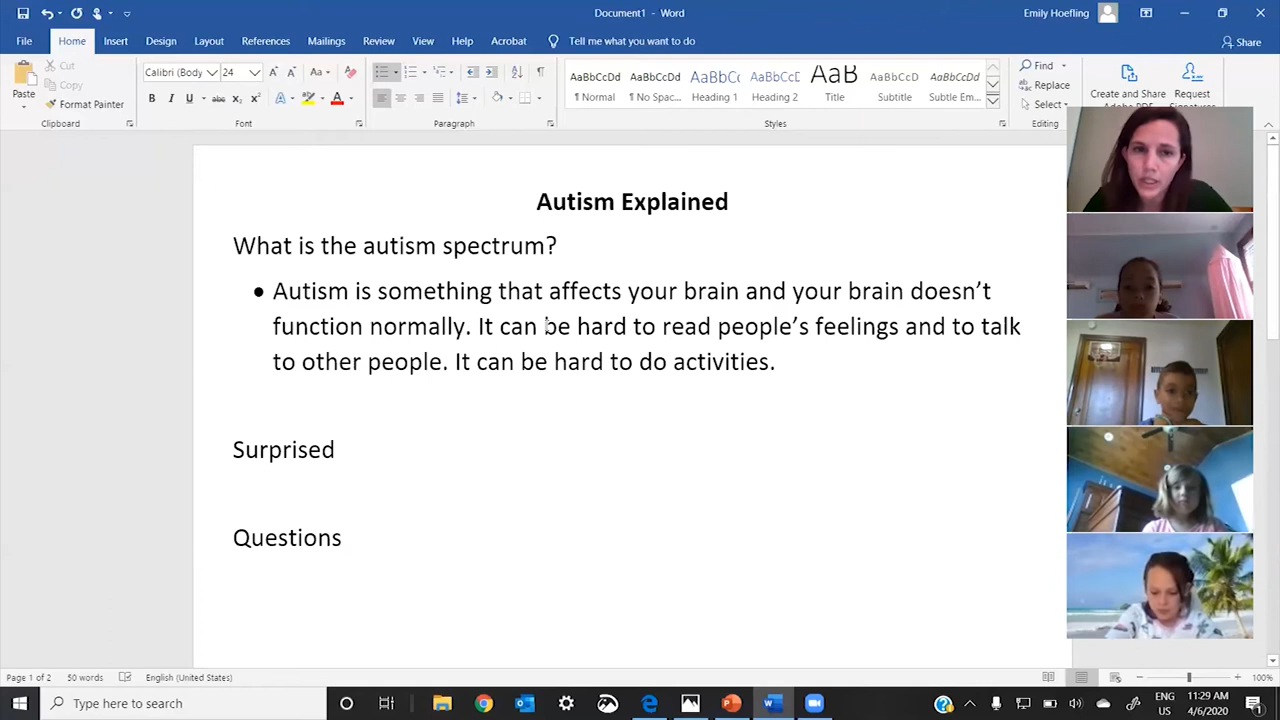 Document1 - Word
Emily Hoefling
File Home Insert Design Layout References Mailings Review View Help Acrobat Tell me what you want to do Share
Cut
Copy
Paste
Format Painter
Calibri (Body 24
AaBbCcDd AaBbCcDd AaBbCc AaBbCcE AaB AaBbCcD AaBbCcDd
¶ Normal ¶ No Spac... Heading 1 Heading 2 Title Subtitle Subtle Em...
Find
Replace
Select
Create and Share
Adobe PDF
Request
Signatures
Clipboard Font Paragraph Styles Editing
Autism Explained
What is the autism spectrum?
• Autism is something that affects your brain and your brain doesn’t
function normally. It can be hard to read people’s feelings and to talk
to other people. It can be hard to do activities.
Surprised
Questions
Page 1 of 2 50 words English (United States) 100%
Type here to search
ENG
US
11:29 AM
4/6/2020